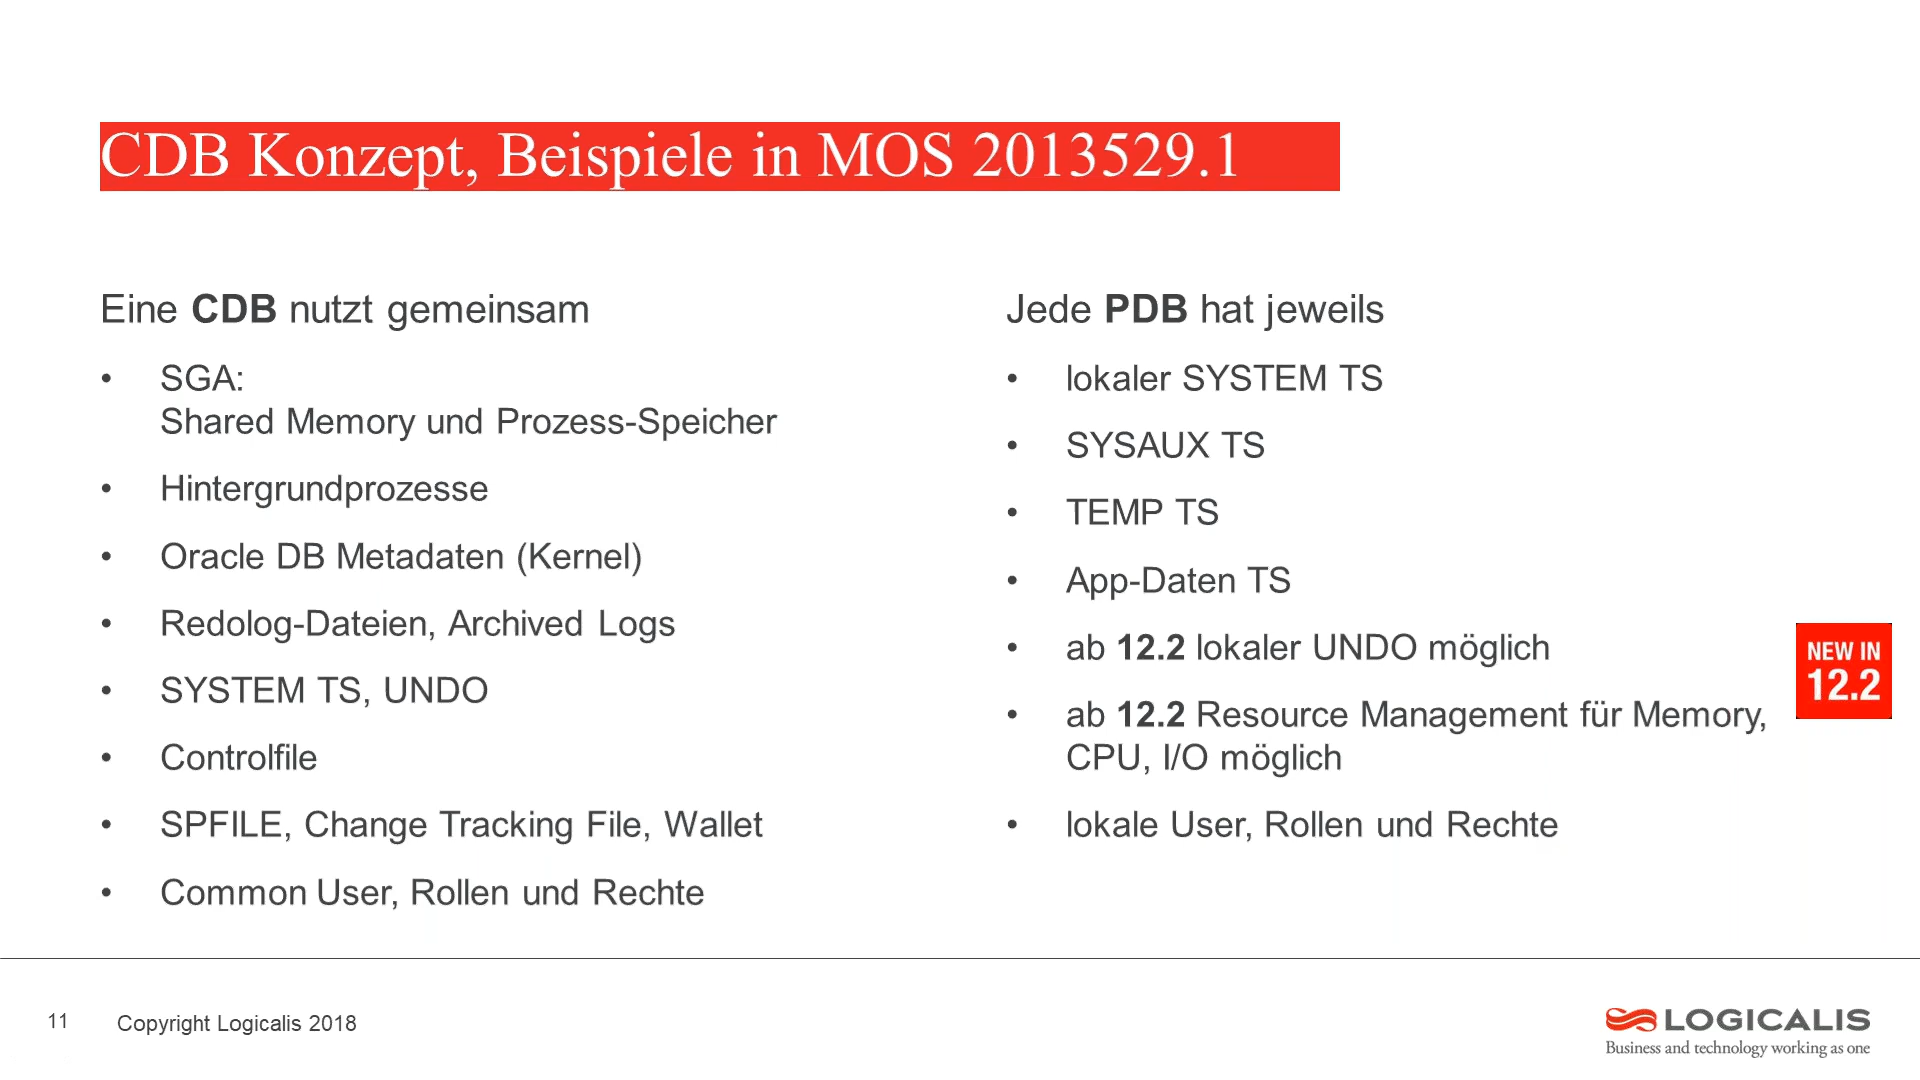 CDB Konzept, Beispiele in MOS 2013529.1
Eine CDB nutzt gemeinsam
• SGA:
Shared Memory und Prozess-Speicher
• Hintergrundprozesse
• Oracle DB Metadaten (Kernel)
• Redolog-Dateien, Archived Logs
• SYSTEM TS, UNDO
• Controlfile
• SPFILE, Change Tracking File, Wallet
• Common User, Rollen und Rechte
Jede PDB hat jeweils
• lokaler SYSTEM TS
• SYSAUX TS
• TEMP TS
• App-Daten TS
• ab 12.2 lokaler UNDO möglich
• ab 12.2 Resource Management für Memory,
CPU, I/O möglich
• lokale User, Rollen und Rechte
NEW IN
12.2
11
Copyright Logicalis 2018
LOGICALIS
Business and technology working as one